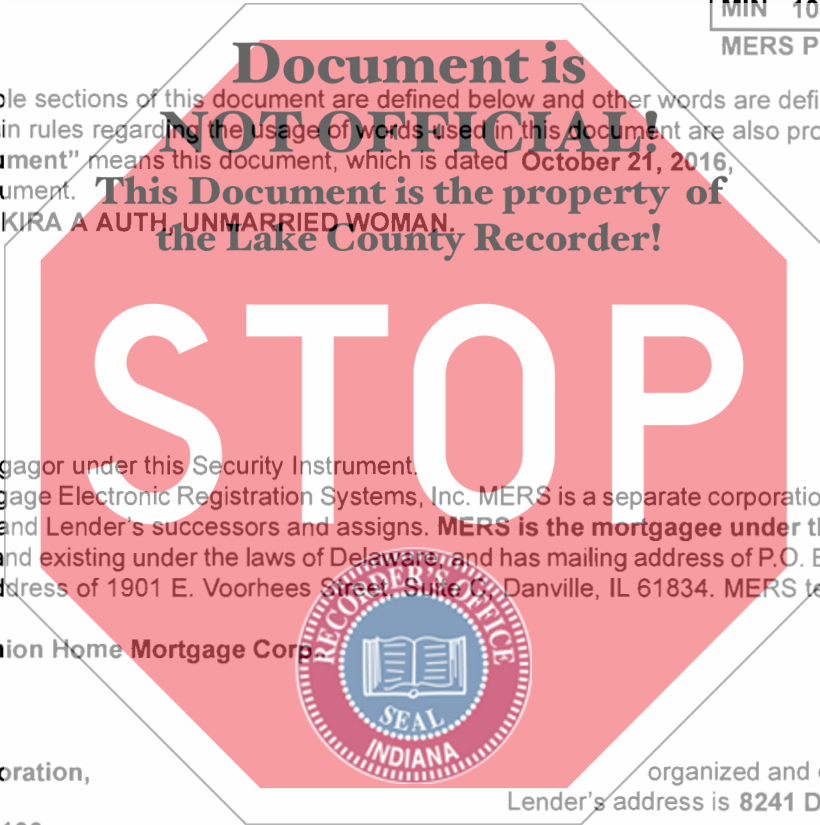 MIN 10
MERS P
Document is
ble sections of this document are defined below and other words are defi
in rules regarding the usage of words used in this document are also pro
NOT OFFICIAL!
ument” means this document, which is dated October 21, 2016,
ument.
This Document is the property of
KIRA A AUTH, UNMARRIED WOMAN.
the Lake County Recorder!
STOP
gagor under this Security Instrument.
gage Electronic Registration Systems, Inc. MERS is a separate corporatio
and Lender’s successors and assigns. MERS is the mortgagee under th
and existing under the laws of Delaware, and has mailing address of P.O. B
ddress of 1901 E. Voorhees Street, Suite C, Danville, IL 61834. MERS te
RECORDER'S OFFICE
nion Home Mortgage Corp.
SEAL
INDIANA
oration,
organized and
Lender’s address is 8241 D